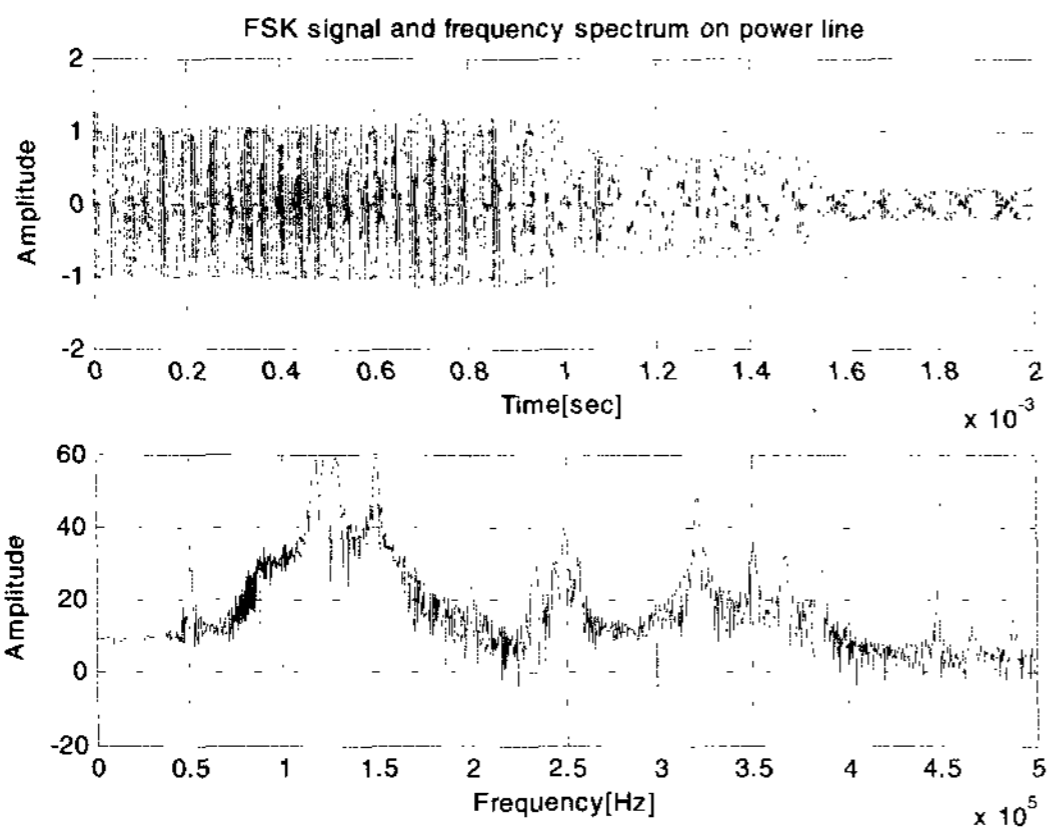 FSK signal and frequency spectrum on power line
2
1
0
-1
-2
Amplitude
0 0.2 0.4 0.6 0.8 1 1.2 1.4 1.6 1.8 2
Time[sec]
x 10^-3
60
40
20
0
-20
Amplitude
0 0.5 1 1.5 2 2.5 3 3.5 4 4.5 5
Frequency[Hz]
x 10^5